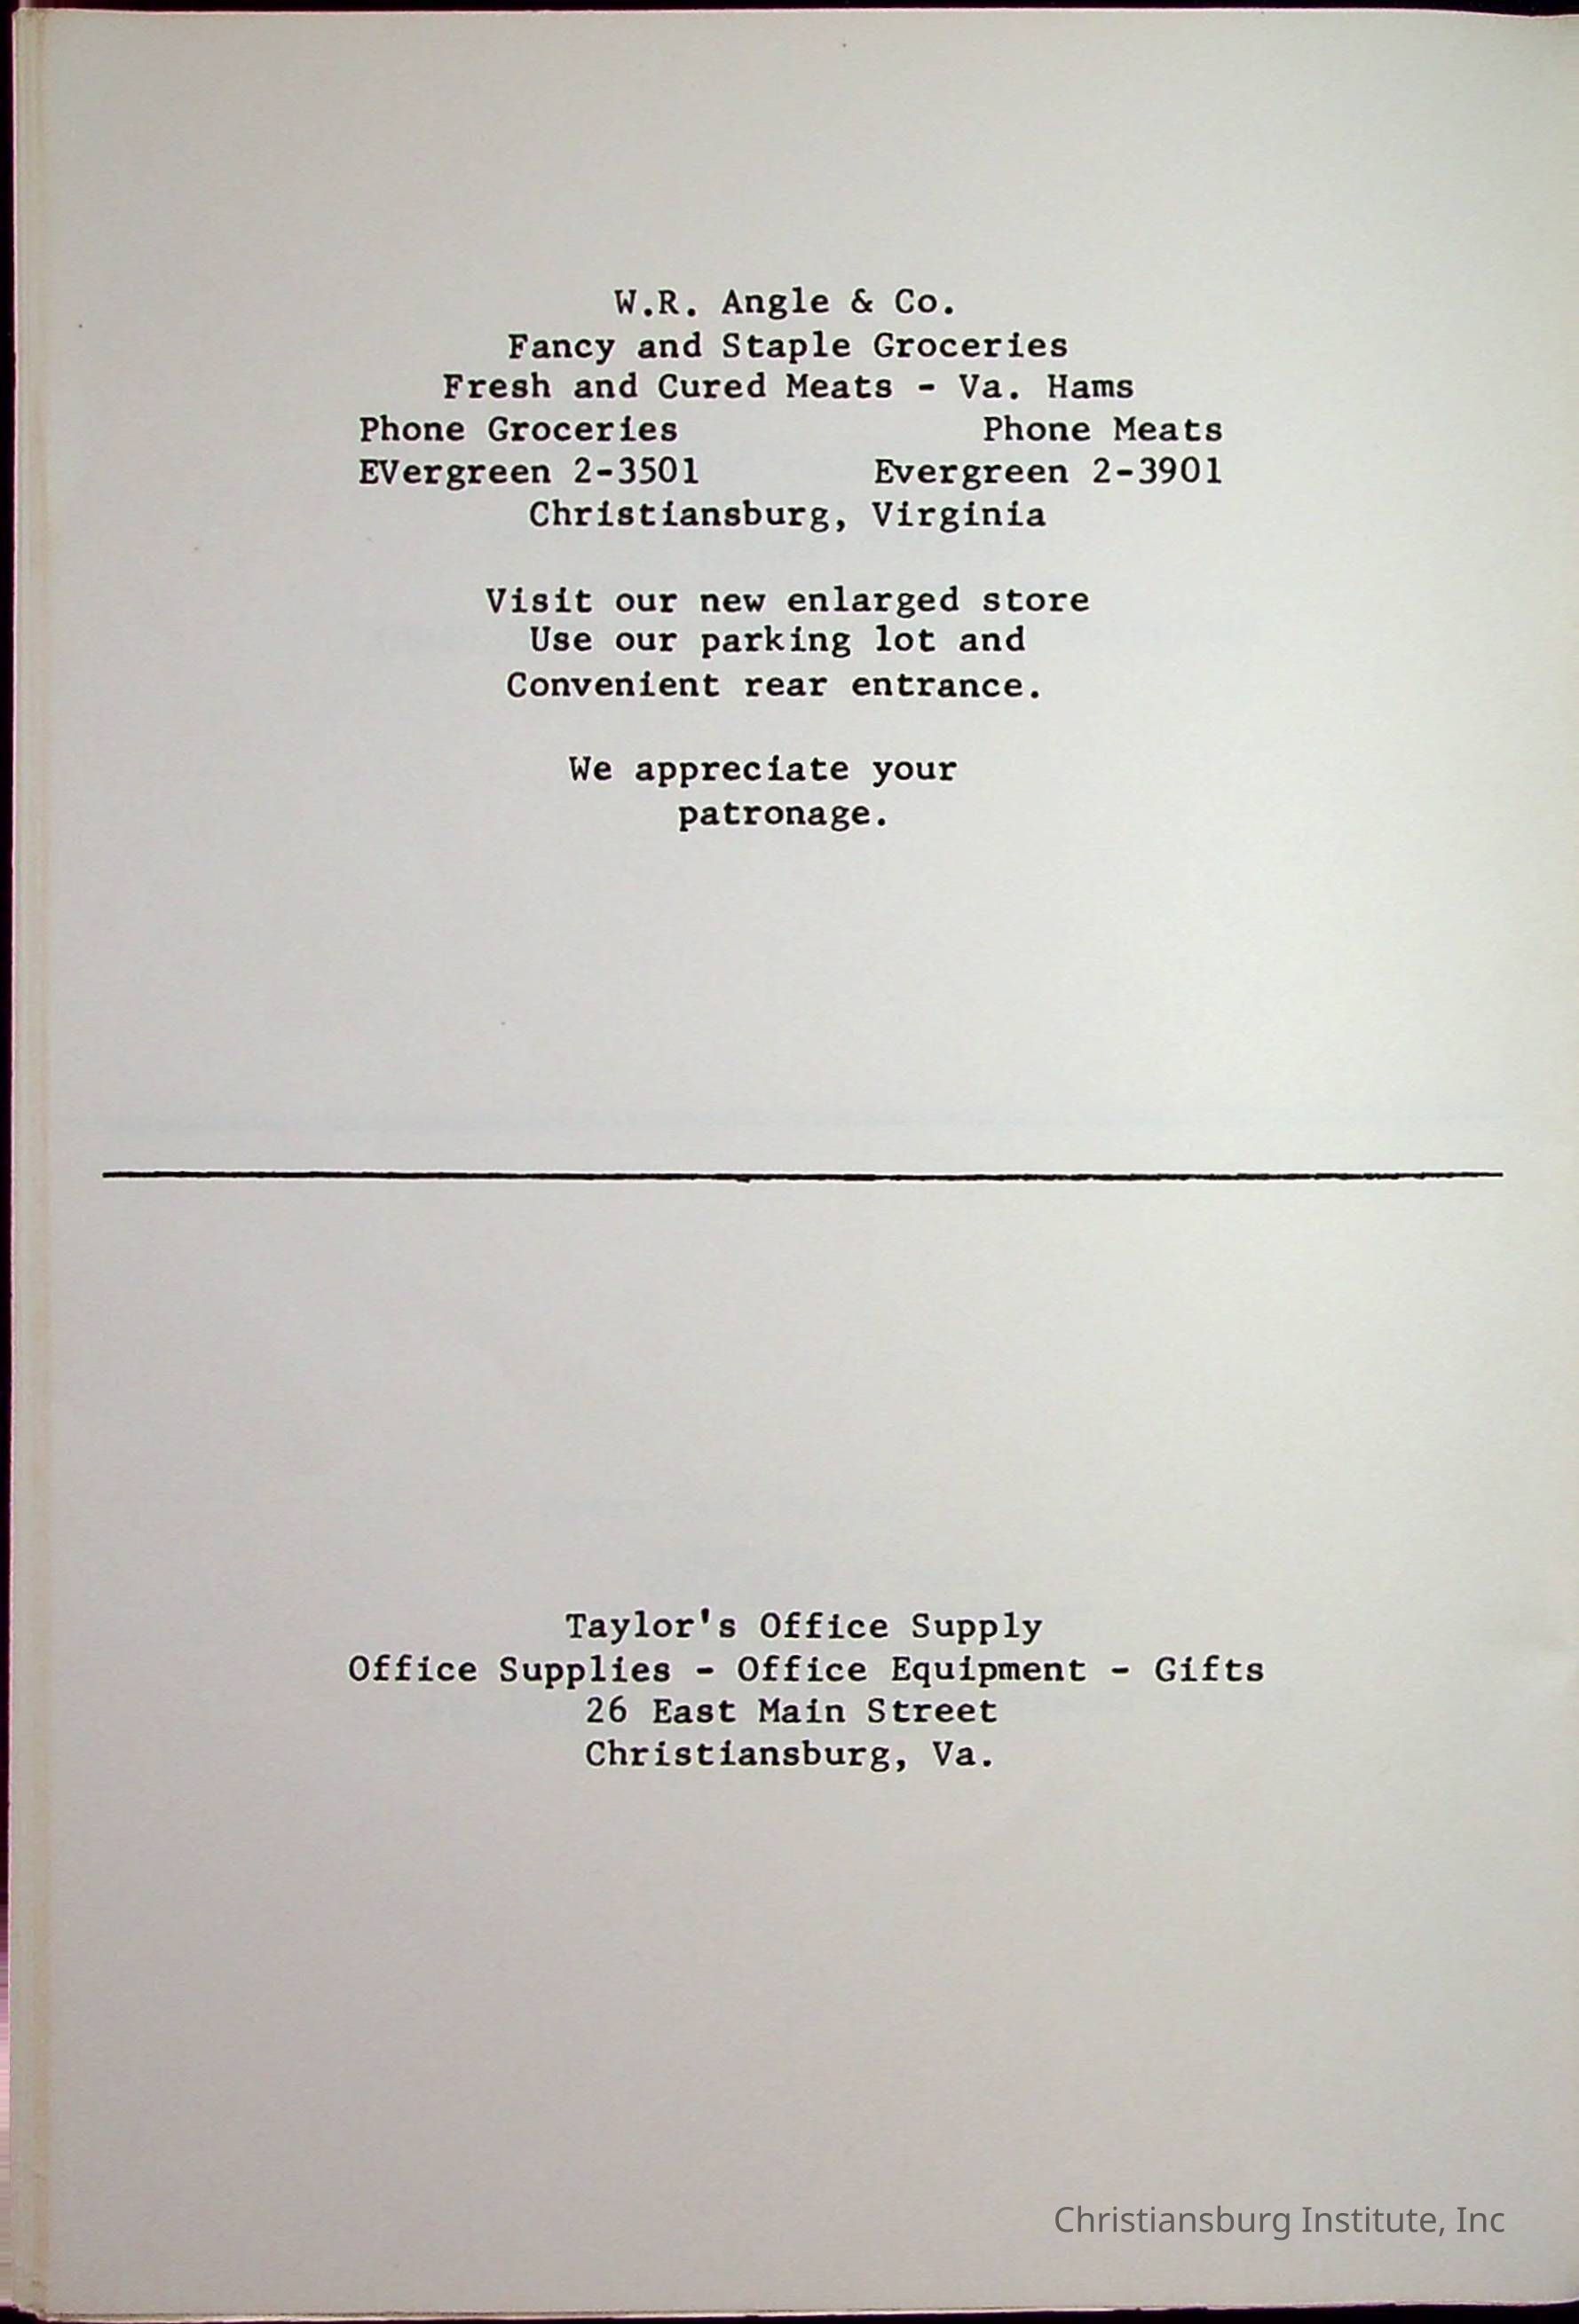 W.R. Angle & Co.
Fancy and Staple Groceries
Fresh and Cured Meats - Va. Hams
Phone Groceries Phone Meats
EVergreen 2-3501 Evergreen 2-3901
Christiansburg, Virginia
Visit our new enlarged store
Use our parking lot and
Convenient rear entrance.
We appreciate your
patronage.
Taylor's Office Supply
Office Supplies - Office Equipment - Gifts
26 East Main Street
Christiansburg, Va.
Christiansburg Institute, Inc